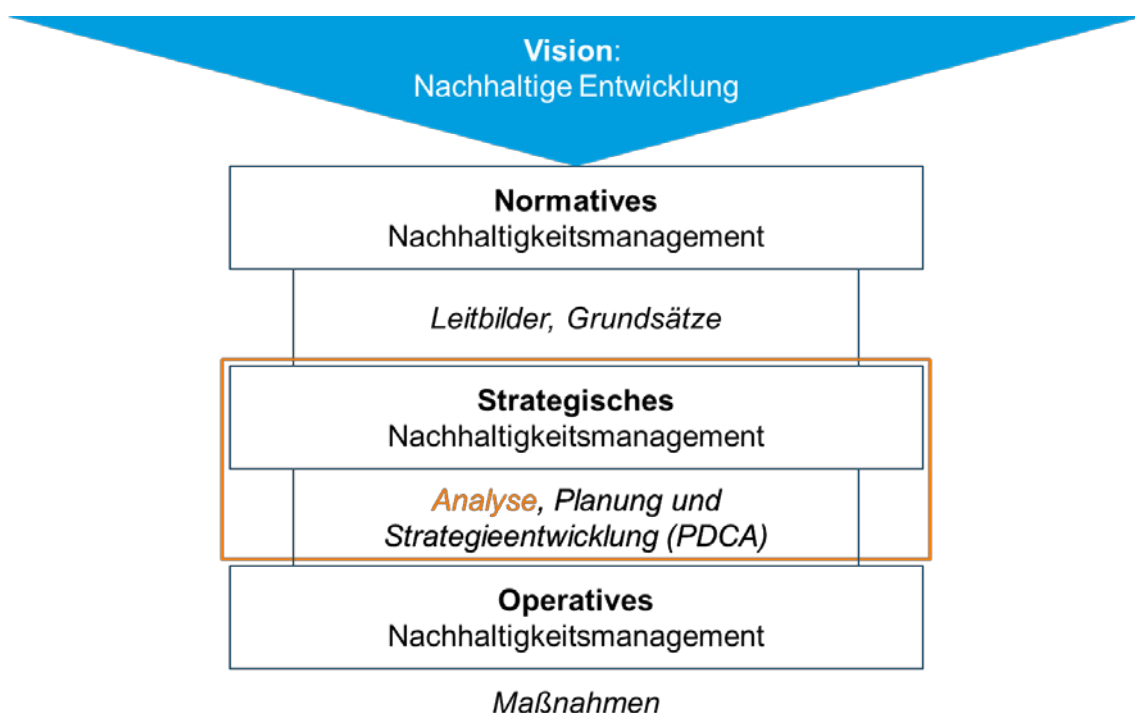 Vision:
Nachhaltige Entwicklung
Normatives
Nachhaltigkeitsmanagement
Leitbilder, Grundsätze
Strategisches
Nachhaltigkeitsmanagement
Analyse, Planung und
Strategieentwicklung (PDCA)
Operatives
Nachhaltigkeitsmanagement
Maßnahmen